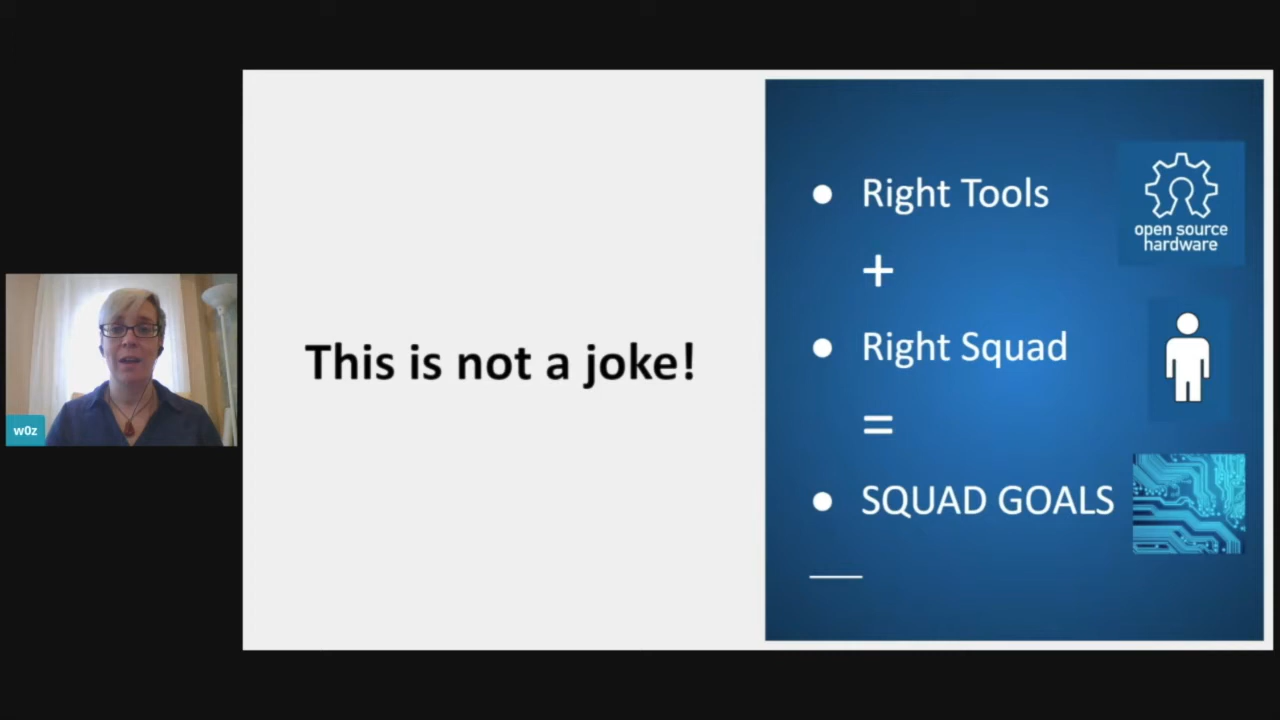 w0z
This is not a joke!
● Right Tools
+
● Right Squad
=
● SQUAD GOALS
open source
hardware